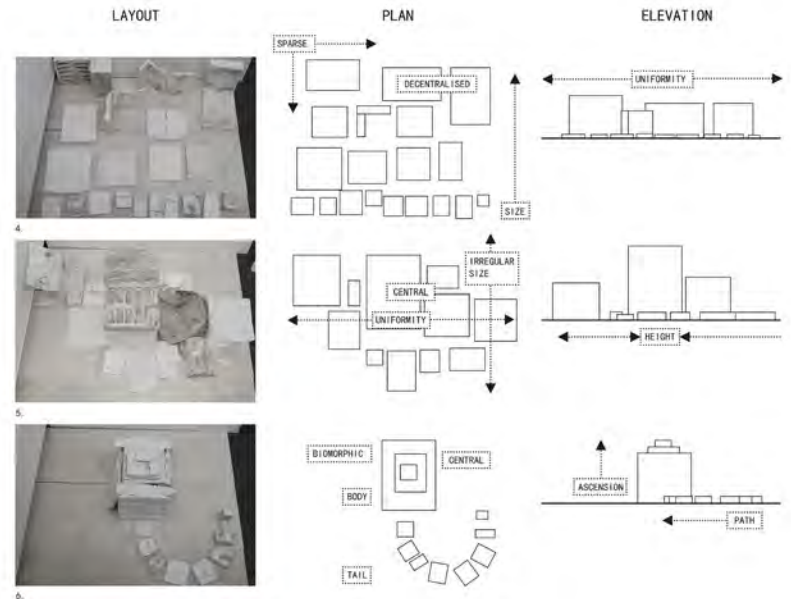 LAYOUT PLAN ELEVATION
SPARSE
DECENTRALISED
UNIFORMITY
SIZE
4.
IRREGULAR
SIZE
CENTRAL
UNIFORMITY
HEIGHT
5.
BIOMORPHIC
CENTRAL
BODY
ASCENSION
PATH
TAIL
6.